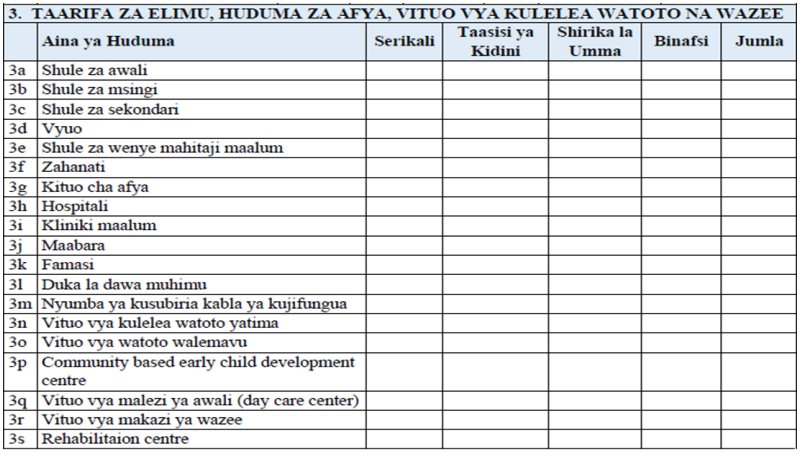 3. TAARIFA ZA ELIMU, HUDUMA ZA AFYA, VITUO VYA KULELEA WATOTO NA WAZEE
Aina ya Huduma Serikali Taasisi ya Kidini Shirika la Umma Binafsi Jumla
3a Shule za awali
3b Shule za msingi
3c Shule za sekondari
3d Vyuo
3e Shule za wenye mahitaji maalum
3f Zahanati
3g Kituo cha afya
3h Hospitali
3i Kliniki maalum
3j Maabara
3k Famasi
3l Duka la dawa muhimu
3m Nyumba ya kusubiria kabla ya kujifungua
3n Vituo vya kulelea watoto yatima
3o Vituo vya watoto walemavu
3p Community based early child development
centre
3q Vituo vya malezi ya awali (day care center)
3r Vituo vya makazi ya wazee
3s Rehabilitaion centre